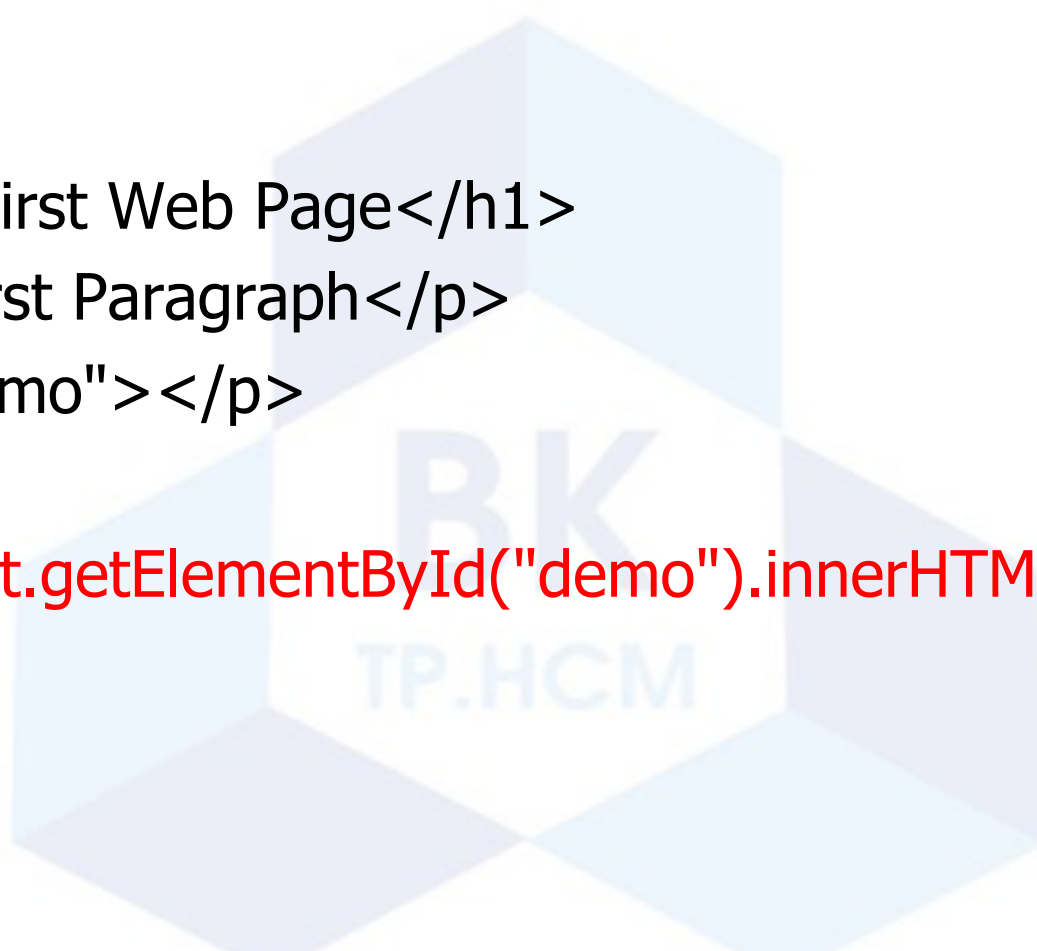 irst Web Page</h1>
rst Paragraph</p>
mo"></p>
BK
t.getElementById("demo").innerHTM
TP.HCM